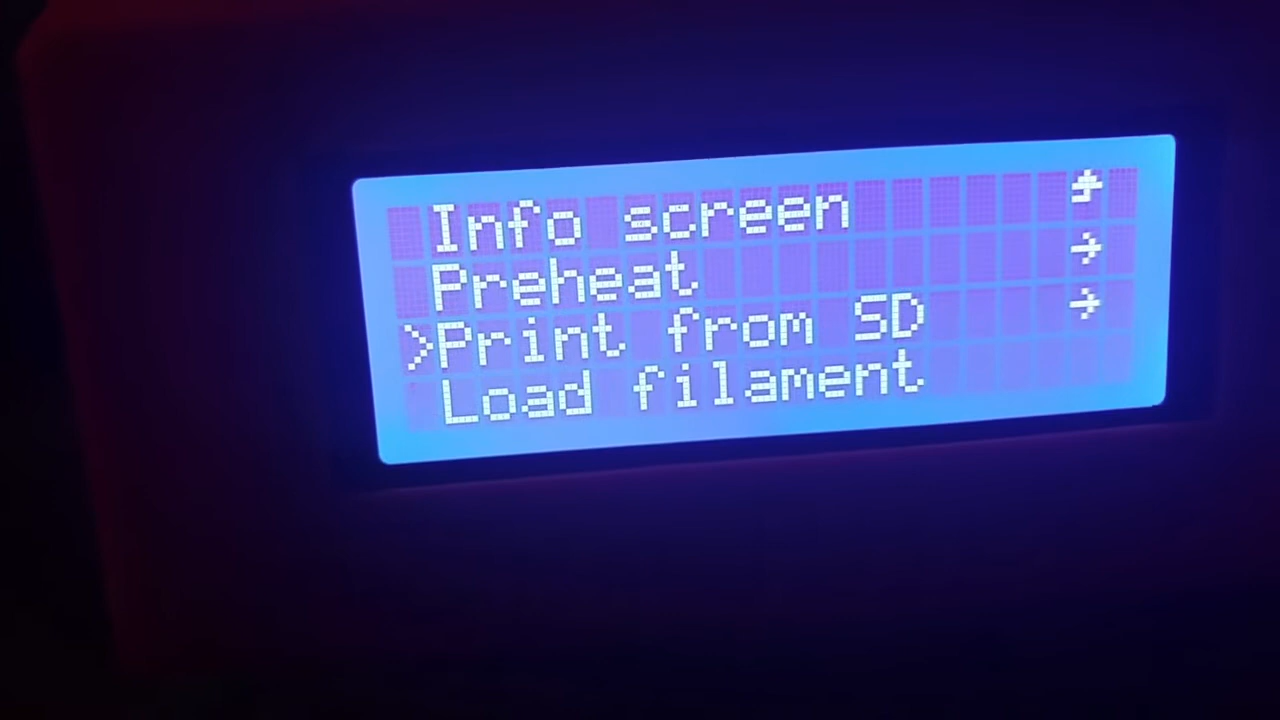 Info screen
Preheat →
>Print from SD →
Load filament